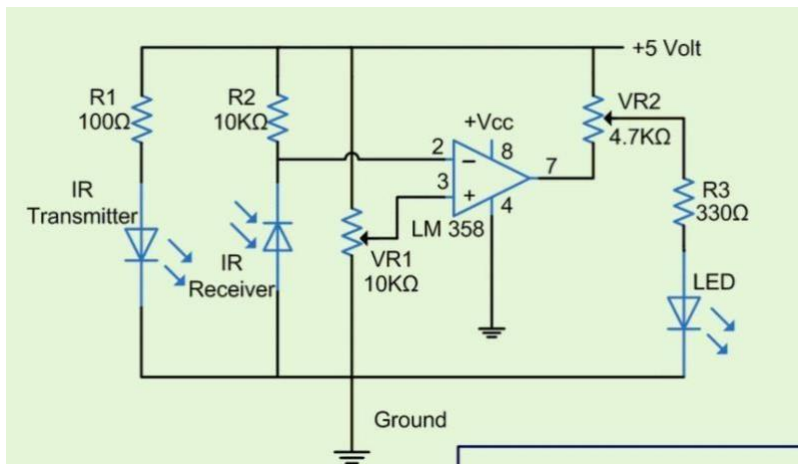 +5 Volt
R1
100Ω
R2
10KΩ
VR2
4.7KΩ
+Vcc
2
8
7
−
3
+
4
LM 358
R3
330Ω
IR
Transmitter
IR
Receiver
VR1
10KΩ
LED
Ground